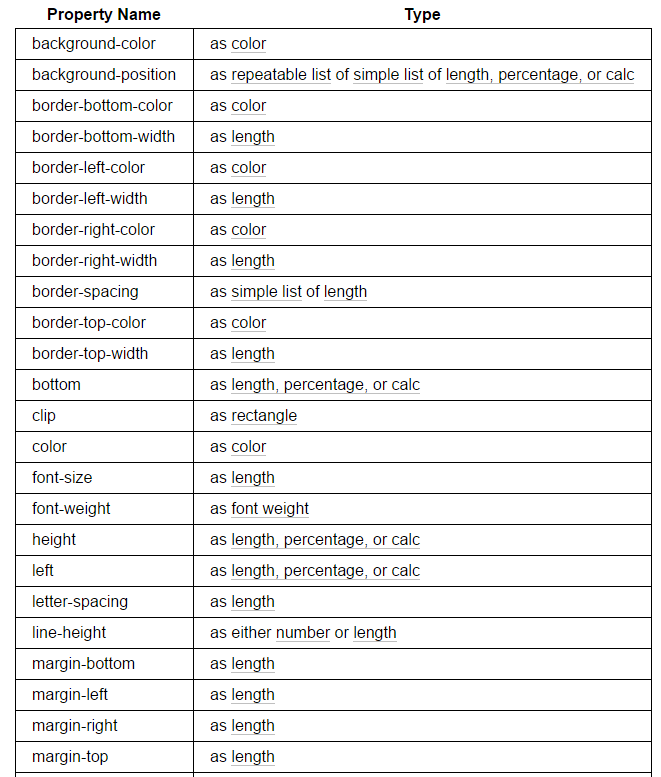 Property Name Type
background-color as color
background-position as repeatable list of simple list of length, percentage, or calc
border-bottom-color as color
border-bottom-width as length
border-left-color as color
border-left-width as length
border-right-color as color
border-right-width as length
border-spacing as simple list of length
border-top-color as color
border-top-width as length
bottom as length, percentage, or calc
clip as rectangle
color as color
font-size as length
font-weight as font weight
height as length, percentage, or calc
left as length, percentage, or calc
letter-spacing as length
line-height as either number or length
margin-bottom as length
margin-left as length
margin-right as length
margin-top as length